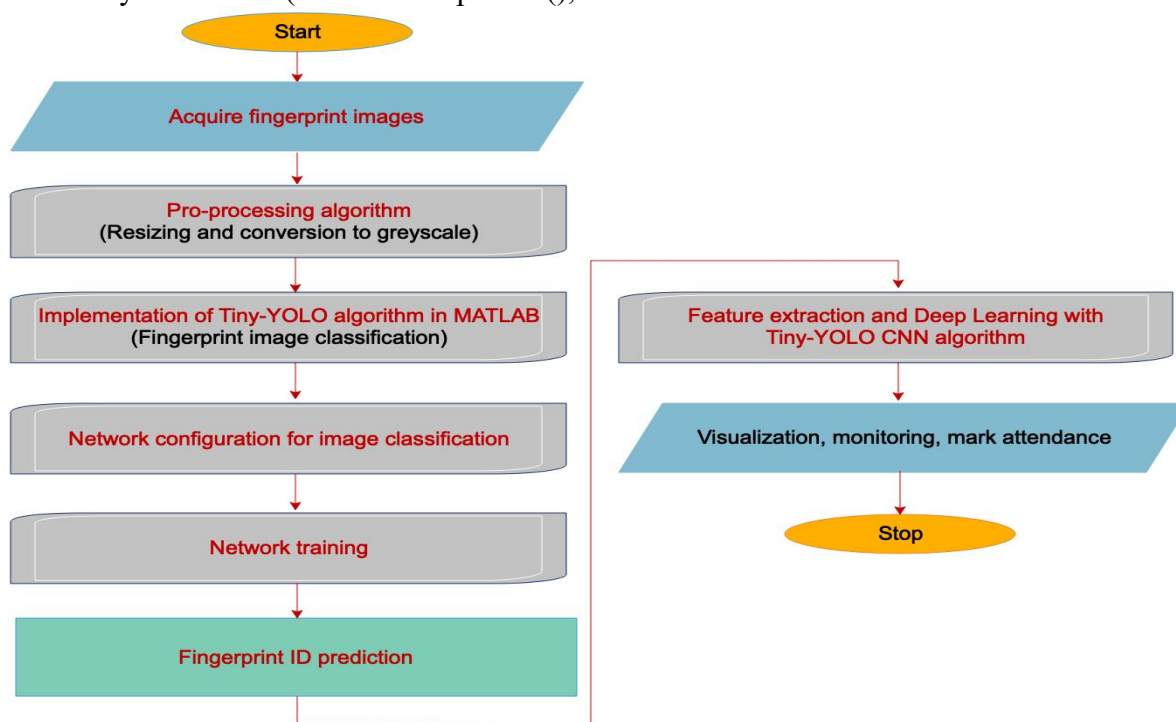 Start
Acquire fingerprint images
Pro-processing algorithm
(Resizing and conversion to greyscale)
Implementation of Tiny-YOLO algorithm in MATLAB
(Fingerprint image classification)
Network configuration for image classification
Network training
Fingerprint ID prediction
Feature extraction and Deep Learning with
Tiny-YOLO CNN algorithm
Visualization, monitoring, mark attendance
Stop